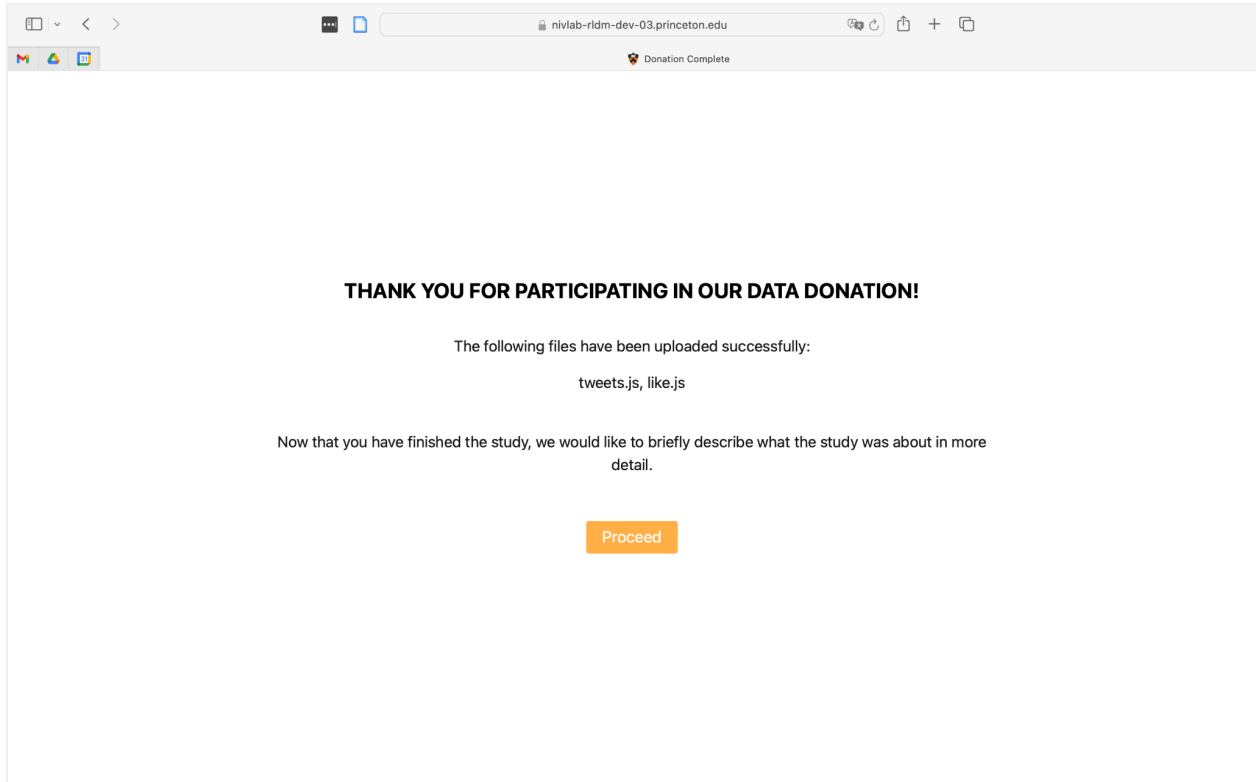 nivlab-rldm-dev-03.princeton.edu
31
Donation Complete
THANK YOU FOR PARTICIPATING IN OUR DATA DONATION!
The following files have been uploaded successfully:
tweets.js, like.js
Now that you have finished the study, we would like to briefly describe what the study was about in more
detail.
Proceed